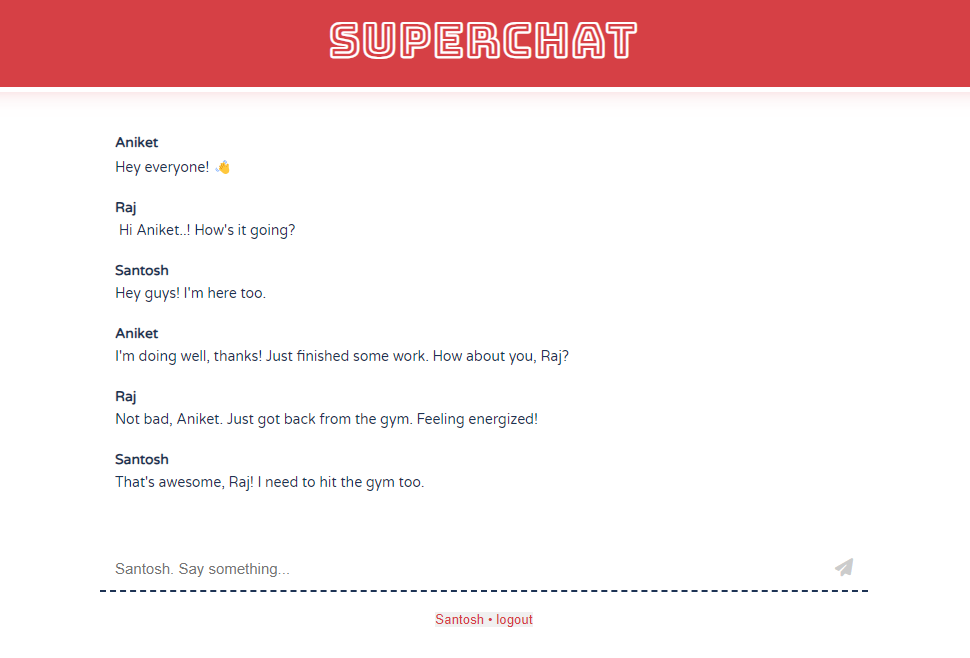 SUPERCHAT
Aniket
Hey everyone! 👋
Raj
Hi Aniket..! How's it going?
Santosh
Hey guys! I'm here too.
Aniket
I'm doing well, thanks! Just finished some work. How about you, Raj?
Raj
Not bad, Aniket. Just got back from the gym. Feeling energized!
Santosh
That's awesome, Raj! I need to hit the gym too.
Santosh. Say something...
Santosh • logout